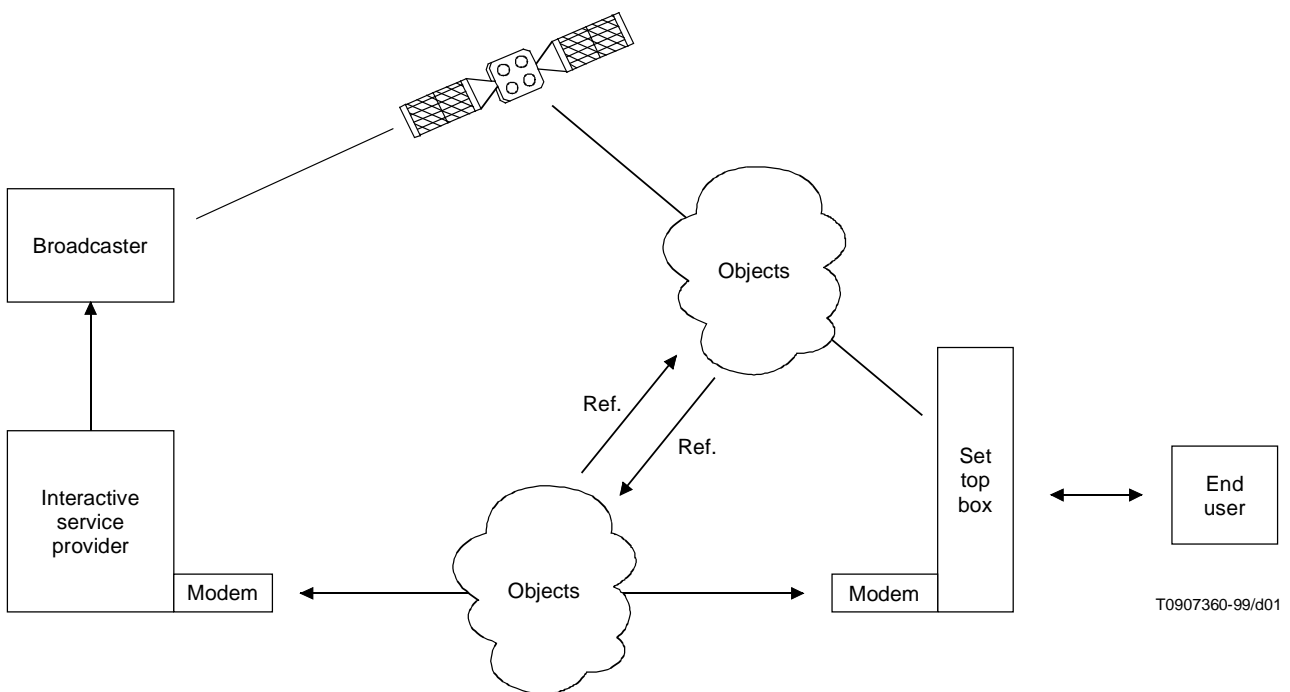 Broadcaster
Objects
Ref.
Ref.
Set
top
box
End
user
Interactive
service
provider
Modem
Objects
Modem
T0907360-99/d01